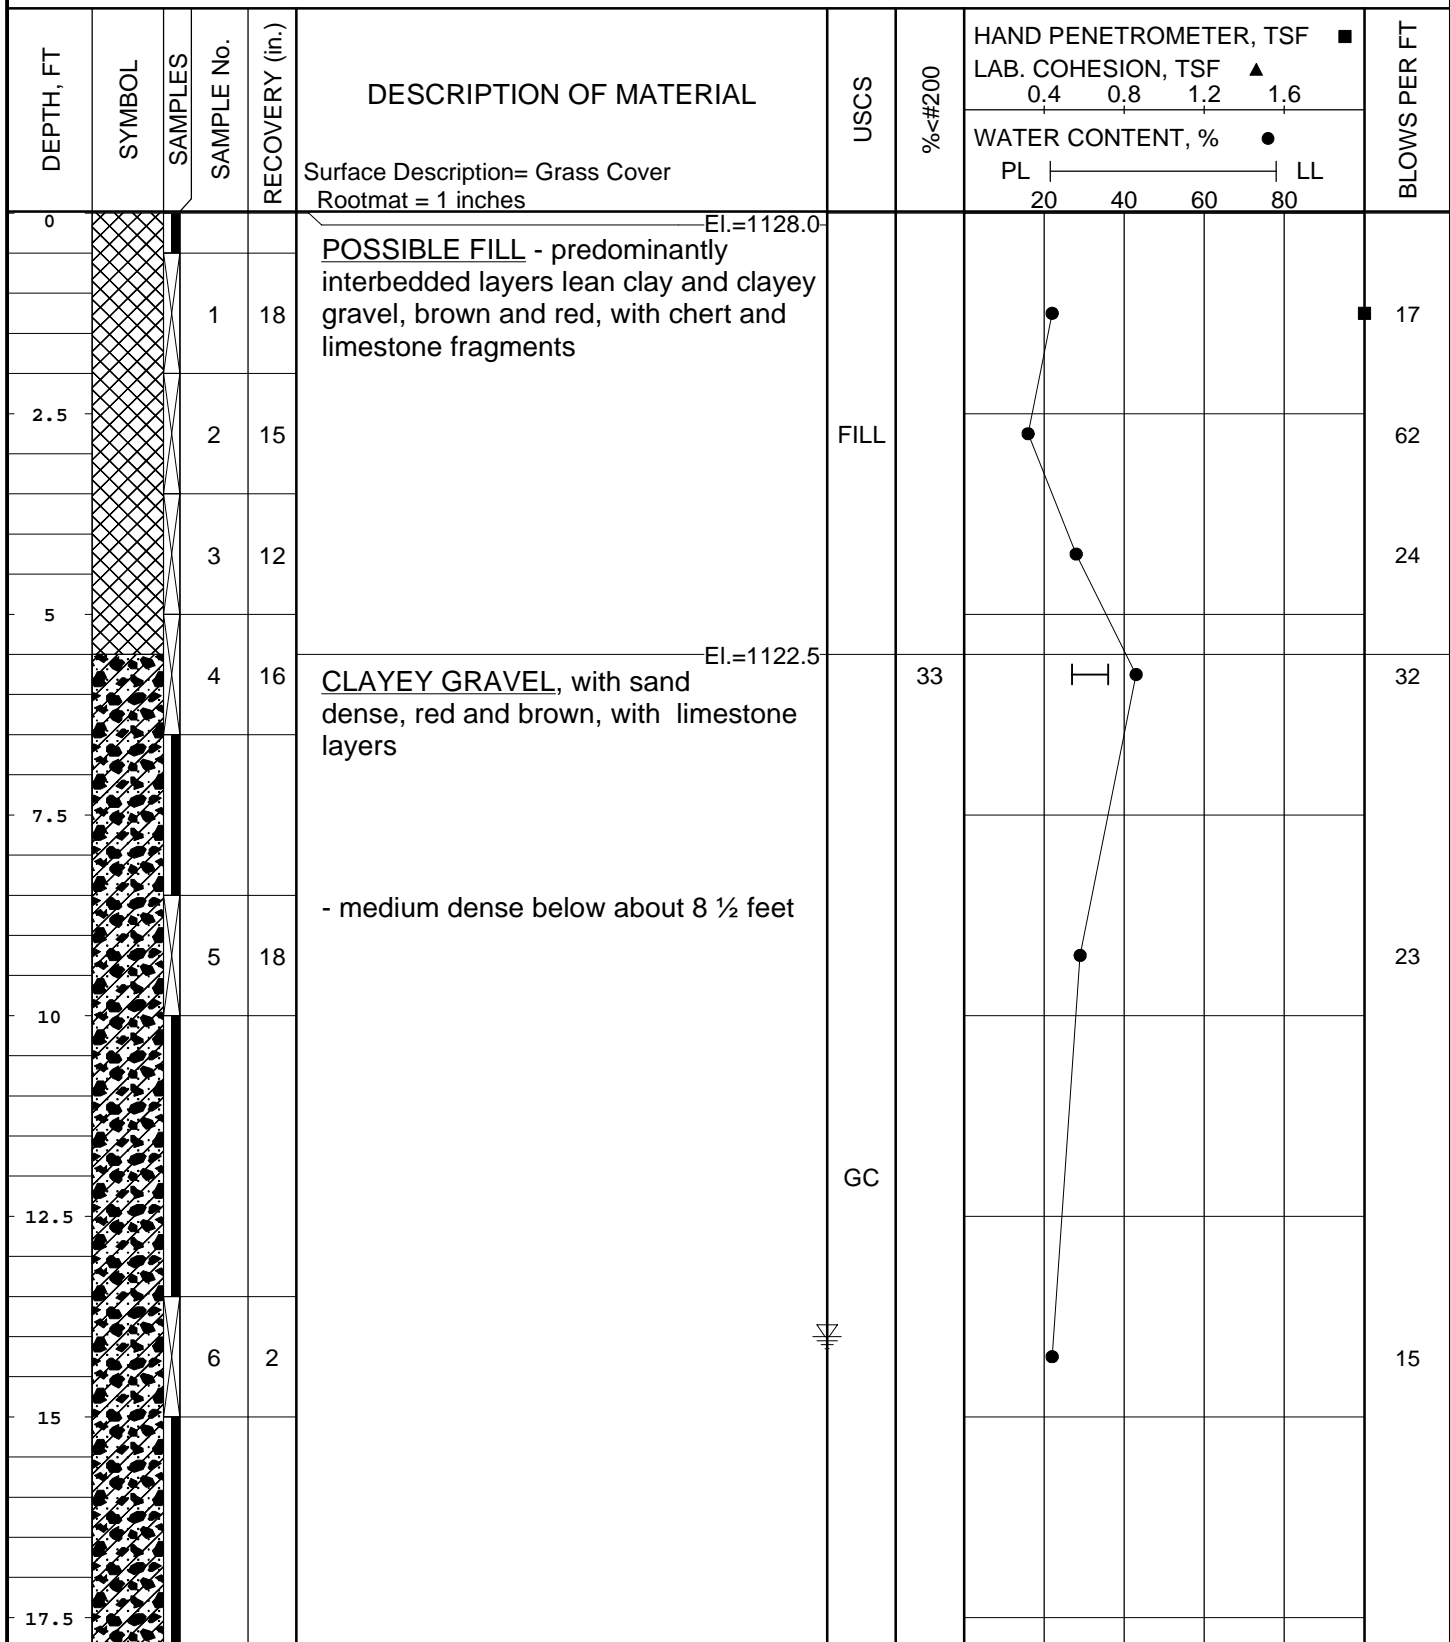 DEPTH, FT
SYMBOL
SAMPLES
SAMPLE No.
RECOVERY (in.)
DESCRIPTION OF MATERIAL
Surface Description= Grass Cover
Rootmat = 1 inches
USCS
%<#200
HAND PENETROMETER, TSF
LAB. COHESION, TSF
0.4 0.8 1.2 1.6
WATER CONTENT, %
PL LL
20 40 60 80
BLOWS PER FT
0
El.=1128.0
POSSIBLE FILL - predominantly
interbedded layers lean clay and clayey
gravel, brown and red, with chert and
limestone fragments
1 18 17
2.5
2 15 FILL 62
3 12 24
5
El.=1122.5
4 16 33 32
CLAYEY GRAVEL, with sand
dense, red and brown, with limestone
layers
7.5
- medium dense below about 8 ½ feet
5 18 23
10
GC
12.5
6 2 15
15
17.5